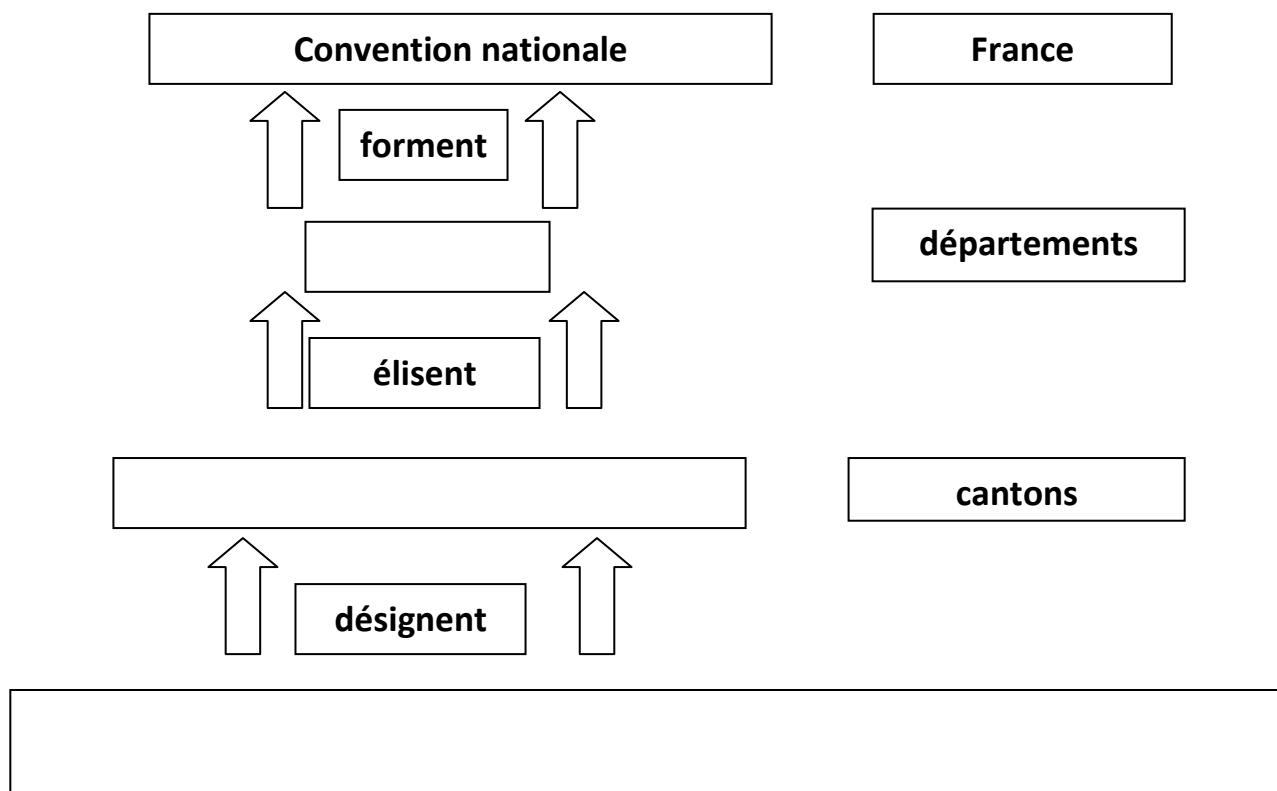 Convention nationale
France
forment
départements
élisent
cantons
désignent